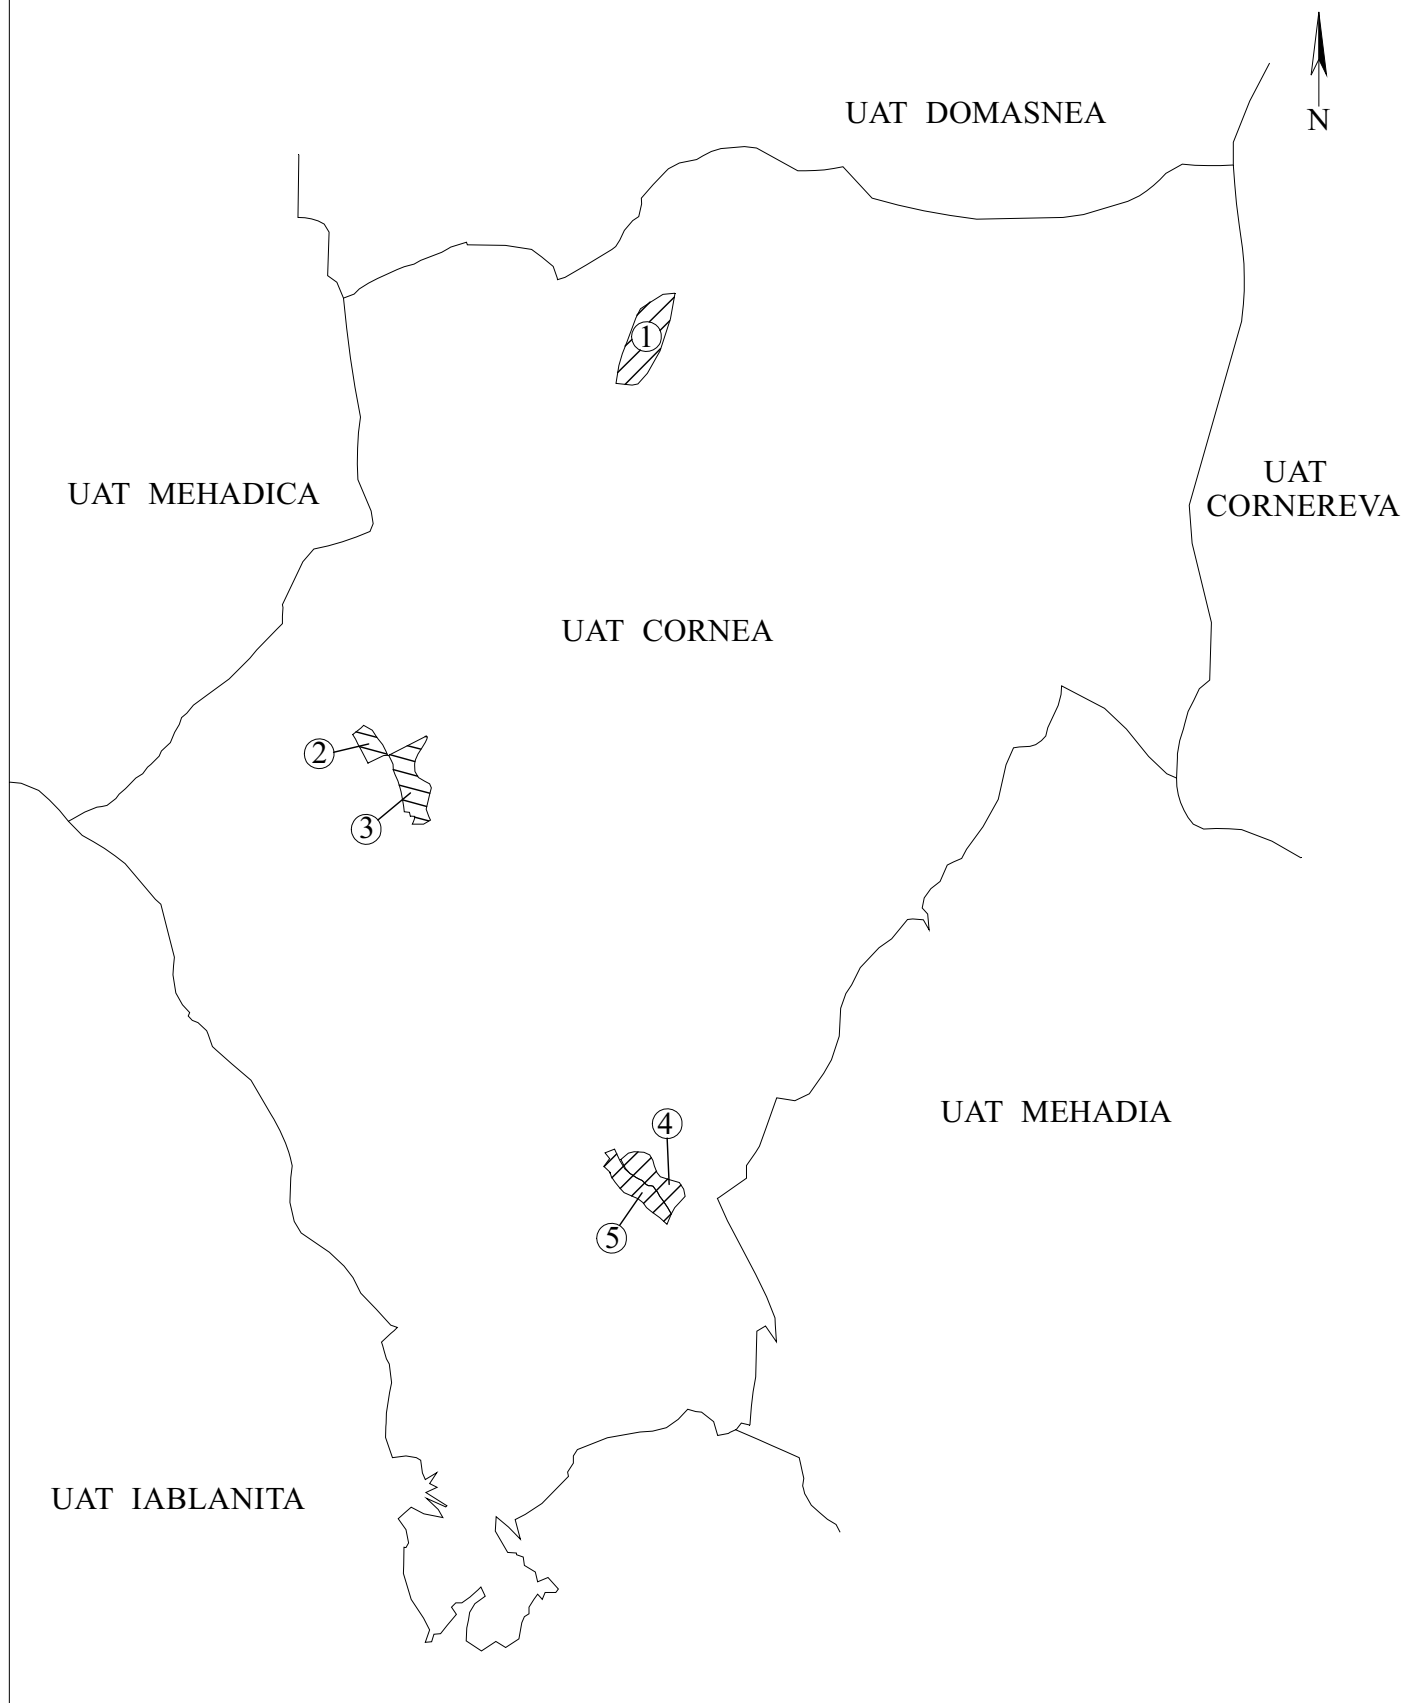 UAT DOMASNEA
N
1
UAT MEHADICA
UAT
CORNEREVA
UAT CORNEA
2
3
UAT MEHADIA
4
5
UAT IABLANITA